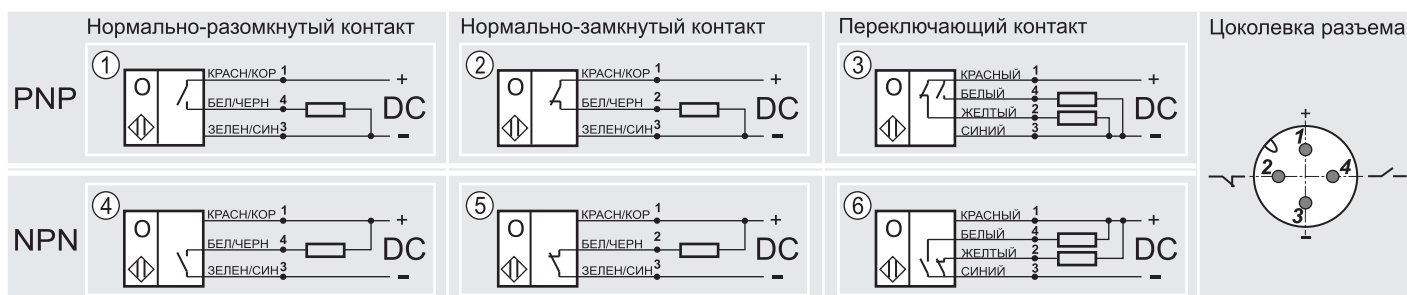 Нормально-разомкнутый контакт
Нормально-замкнутый контакт
Переключающий контакт
Цоколевка разъема
PNP
1
O
КРАСН/КОР 1
+
БЕЛ/ЧЕРН 4
DC
ЗЕЛЕН/СИН 3
-
2
O
КРАСН/КОР 1
+
БЕЛ/ЧЕРН 2
DC
ЗЕЛЕН/СИН 3
-
3
O
КРАСНЫЙ 1
+
БЕЛЫЙ 4
DC
ЖЕЛТЫЙ 2
СИНИЙ 3
-
+
1
2
4
3
-
NPN
4
O
КРАСН/КОР 1
+
БЕЛ/ЧЕРН 4
DC
ЗЕЛЕН/СИН 3
-
5
O
КРАСН/КОР 1
+
БЕЛ/ЧЕРН 2
DC
ЗЕЛЕН/СИН 3
-
6
O
КРАСНЫЙ 1
+
БЕЛЫЙ 4
DC
ЖЕЛТЫЙ 2
СИНИЙ 3
-